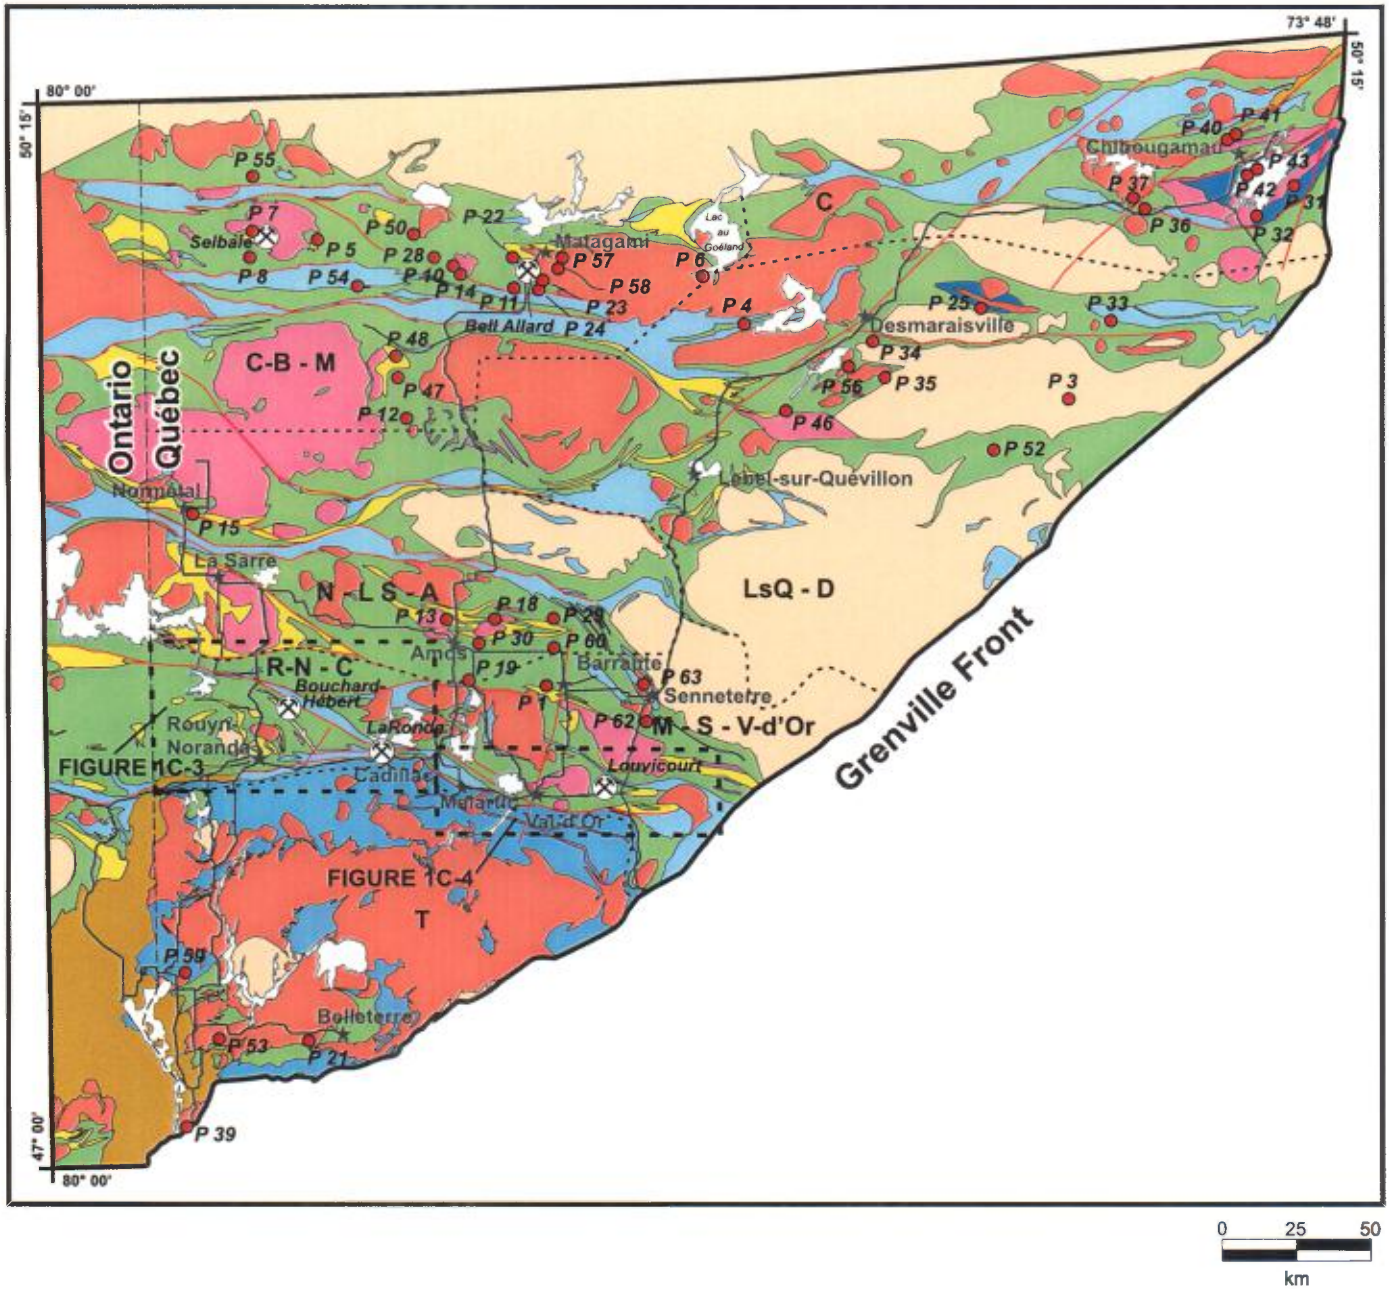 73° 48'
80° 00'
50° 15'
50° 15'
P 41
P 40
Chibougamau
P 55
P 43
P 37
P 42
P 31
C
P 7
P 50
P 22
Lac
au
Goéland
P 36
Selbaie
P 5
Matagami
P 32
P 28
P 57
P 6
P 8
P 54
P 10
P 14
P 11
P 58
P 23
P 4
P 25
P 33
Bell Allard
P 24
Desmaraisville
P 48
P 34
C-B - M
P 47
P 56
P 35
P 3
P 12
P 46
Ontario
Québec
P 52
Lebel-sur-Quévillon
Normétal
P 15
La Sarre
N - L S - A
LsQ - D
P 13
P 18
P 29
P 30
P 60
Amos
R-N - C
P 19
Barraute
P 63
Bouchard-
Hébert
P 1
Senneterre
Grenville Front
Rouyn-
Noranda
LaRonde
P 62
M - S - V-d'Or
FIGURE 1C-3
Cadillac
Louvicourt
Malartic
Val-d'Or
FIGURE 1C-4
T
P 59
Belleterre
P 53
P 21
47° 00'
P 39
80° 00'
0 25 50
km